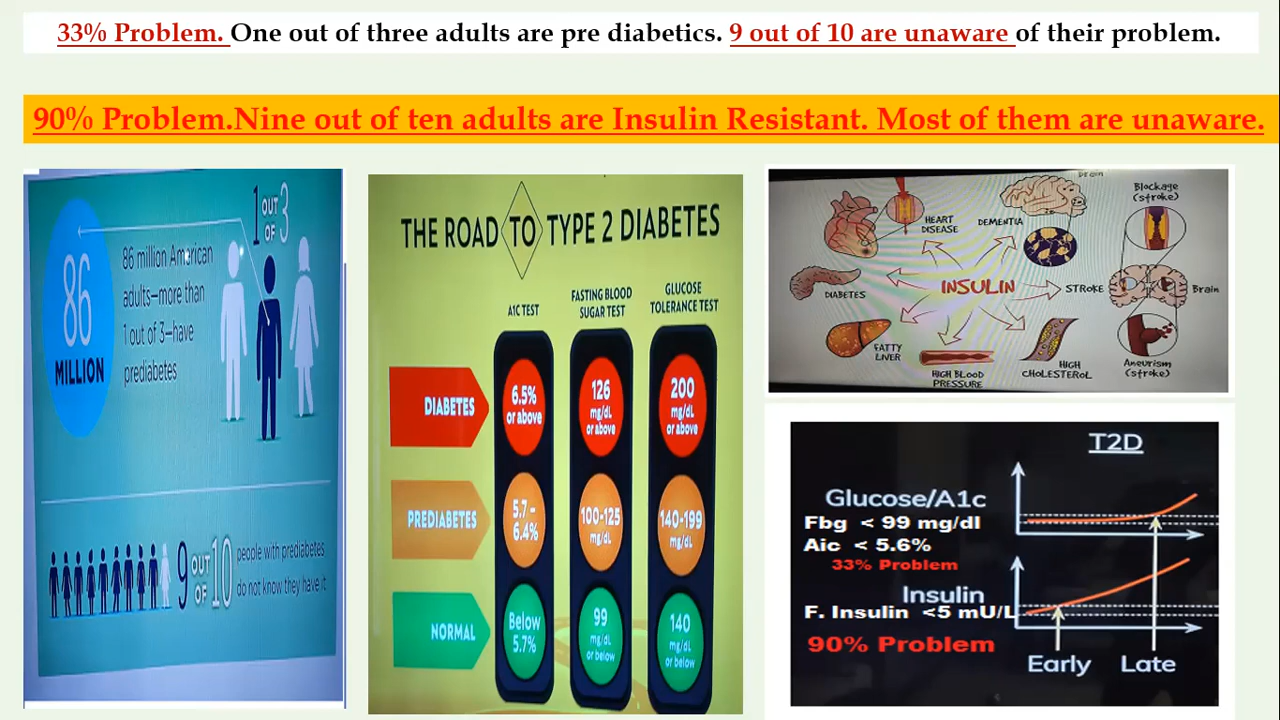 33% Problem. One out of three adults are pre diabetics. 9 out of 10 are unaware of their problem.
90% Problem.Nine out of ten adults are Insulin Resistant. Most of them are unaware.
1 OUT OF 3
86 MILLION
86 million American
adults—more than
1 out of 3—have
prediabetes
9 OUT OF 10
people with prediabetes
do not know they have it
THE ROAD TO TYPE 2 DIABETES
A1C TEST
FASTING BLOOD
SUGAR TEST
GLUCOSE
TOLERANCE TEST
DIABETES
6.5%
or above
126
mg/dL
or above
200
mg/dL
or above
PREDIABETES
5.7 –
6.4%
100-125
mg/dL
140-199
mg/dL
NORMAL
Below
5.7%
99
mg/dL
or below
140
mg/dL
or below
Brain
Blockage
(stroke)
HEART
DISEASE
DEMENTIA
INSULIN
STROKE
Brain
DIABETES
FATTY
LIVER
HIGH BLOOD
PRESSURE
HIGH
CHOLESTEROL
Aneurism
(stroke)
T2D
Glucose/A1c
Fbg < 99 mg/dl
Aic < 5.6%
33% Problem
Insulin
F. Insulin <5 mU/L
90% Problem
Early
Late